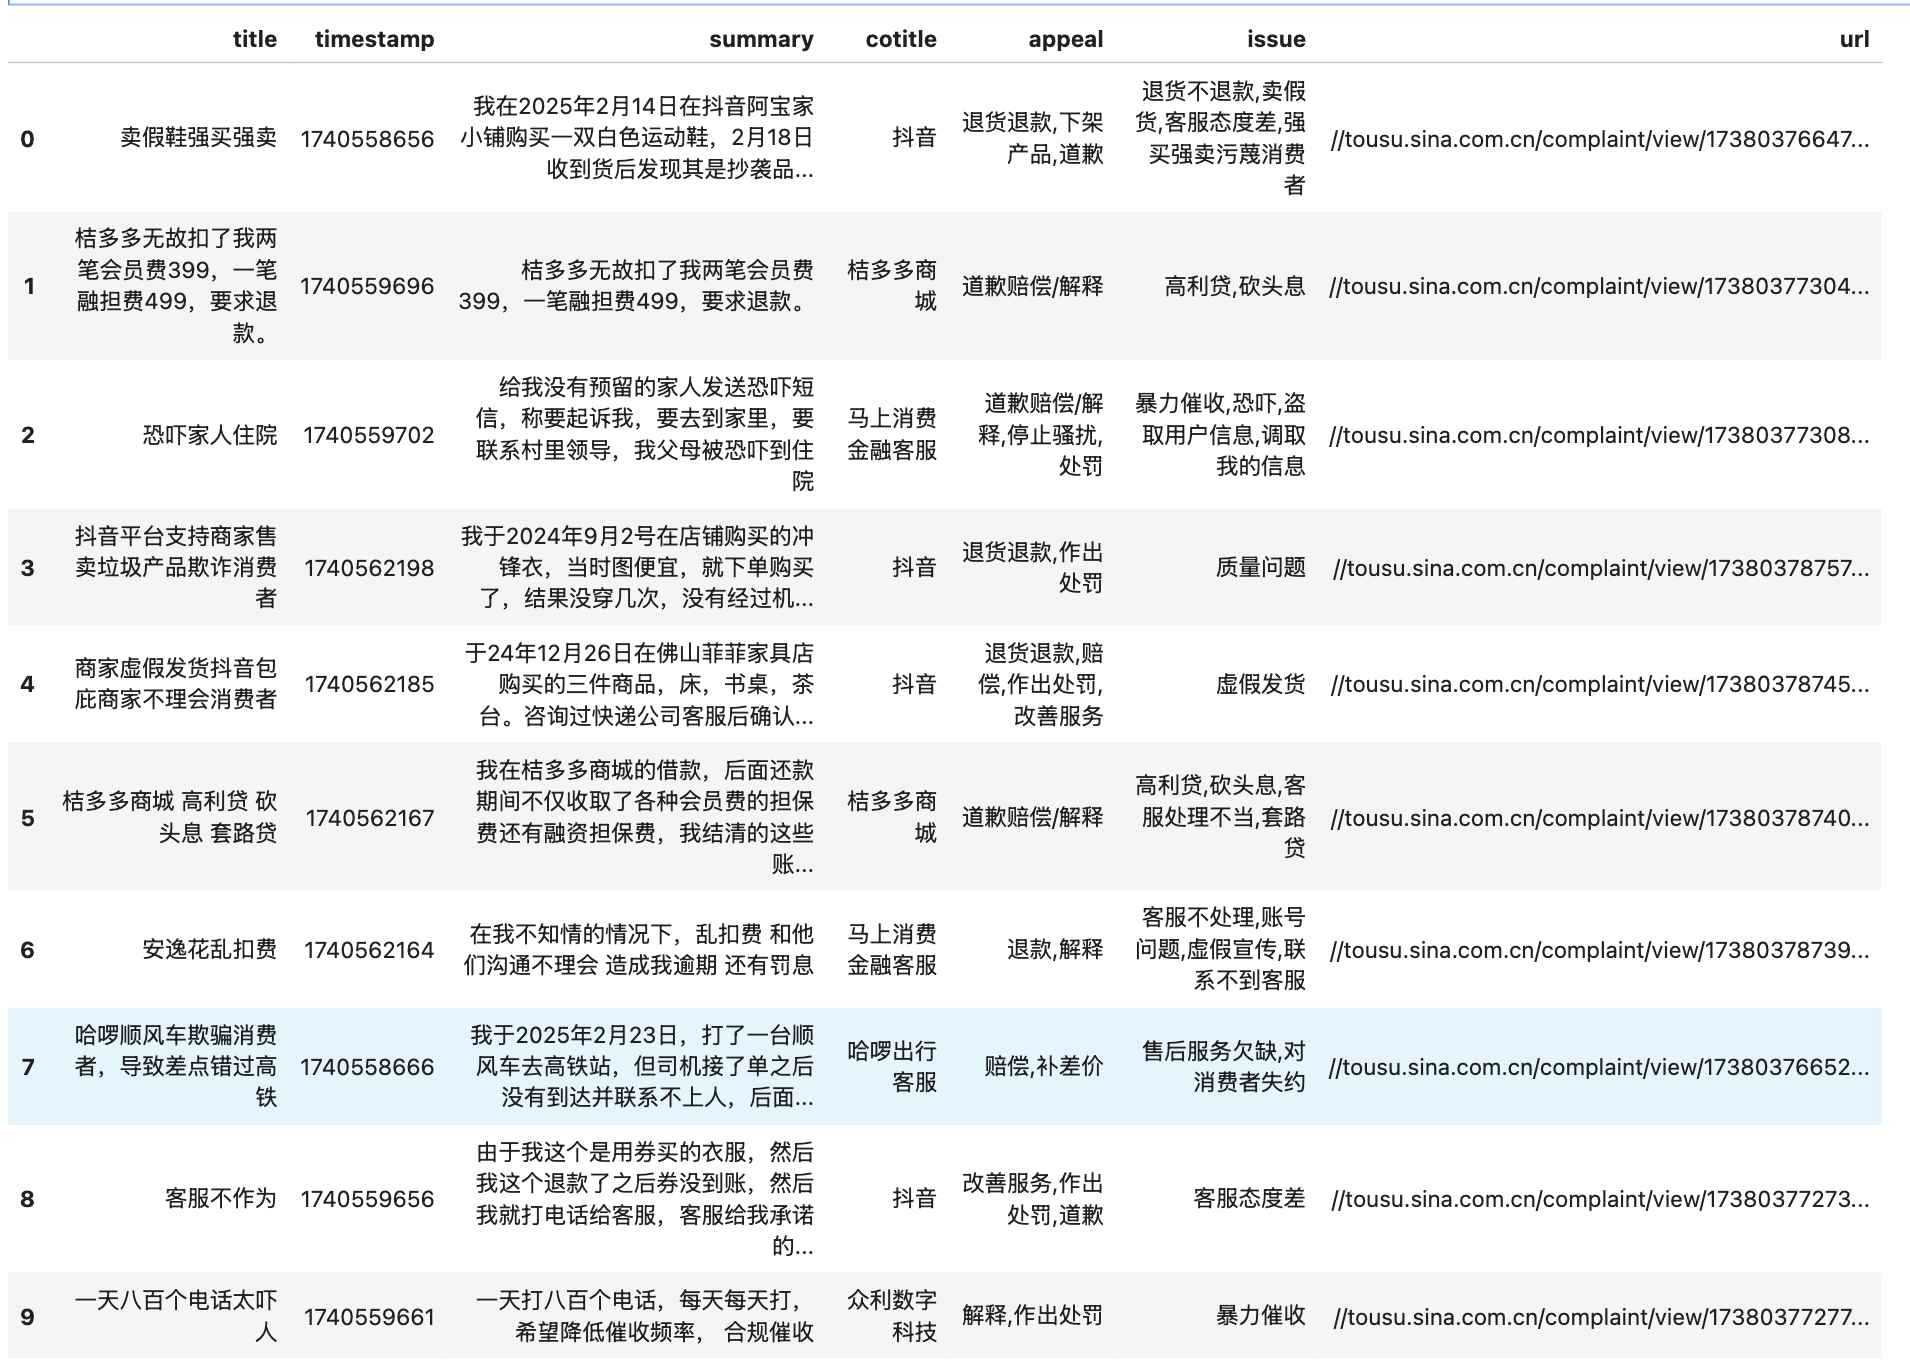 title timestamp summary cotitle appeal issue url
0
卖假鞋强买强卖
1740558656
我在2025年2月14日在抖音阿宝家
小铺购买一双白色运动鞋，2月18日
收到货后发现其是抄袭品...
抖音
退货退款,下架
产品,道歉
退货不退款,卖假
货,客服态度差,强
买强卖污蔑消费
者
//tousu.sina.com.cn/complaint/view/17380376647...
1
桔多多无故扣了我两
笔会员费399，一笔
融担费499，要求退
款。
1740559696
桔多多无故扣了我两笔会员费
399，一笔融担费499，要求退款。
桔多多商
城
道歉赔偿/解释
高利贷,砍头息
//tousu.sina.com.cn/complaint/view/17380377304...
2
恐吓家人住院
1740559702
给我没有预留的家人发送恐吓短
信，称要起诉我，要去到家里，要
联系村里领导，我父母被恐吓到住
院
马上消费
金融客服
道歉赔偿/解
释,停止骚扰,
处罚
暴力催收,恐吓,盗
取用户信息,调取
我的信息
//tousu.sina.com.cn/complaint/view/17380377308...
3
抖音平台支持商家售
卖垃圾产品欺诈消费
者
1740562198
我于2024年9月2号在店铺购买的冲
锋衣，当时图便宜，就下单购买
了，结果没穿几次，没有经过机...
抖音
退货退款,作出
处罚
质量问题
//tousu.sina.com.cn/complaint/view/17380378757...
4
商家虚假发货抖音包
庇商家不理会消费者
1740562185
于24年12月26日在佛山菲菲家具店
购买的三件商品，床，书桌，茶
台。咨询过快递公司客服后确认...
抖音
退货退款,赔
偿,作出处罚,
改善服务
虚假发货
//tousu.sina.com.cn/complaint/view/17380378745...
5
桔多多商城 高利贷 砍
头息 套路贷
1740562167
我在桔多多商城的借款，后面还款
期间不仅收取了各种会员费的担保
费还有融资担保费，我结清的这些
账...
桔多多商
城
道歉赔偿/解释
高利贷,砍头息,客
服处理不当,套路
贷
//tousu.sina.com.cn/complaint/view/17380378740...
6
安逸花乱扣费
1740562164
在我不知情的情况下，乱扣费 和他
们沟通不理会 造成我逾期 还有罚息
马上消费
金融客服
退款,解释
客服不处理,账号
问题,虚假宣传,联
系不到客服
//tousu.sina.com.cn/complaint/view/17380378739...
7
哈啰顺风车欺骗消费
者，导致差点错过高
铁
1740558666
我于2025年2月23日，打了一台顺
风车去高铁站，但司机接了单之后
没有到达并联系不上人，后面...
哈啰出行
客服
赔偿,补差价
售后服务欠缺,对
消费者失约
//tousu.sina.com.cn/complaint/view/17380376652...
8
客服不作为
1740559656
由于我这个是用券买的衣服，然后
我这个退款了之后券没到账，然后
我就打电话给客服，客服给我承诺
的...
抖音
改善服务,作出
处罚,道歉
客服态度差
//tousu.sina.com.cn/complaint/view/17380377273...
9
一天八百个电话太吓
人
1740559661
一天打八百个电话，每天每天打，
希望降低催收频率， 合规催收
众利数字
科技
解释,作出处罚
暴力催收
//tousu.sina.com.cn/complaint/view/17380377277...